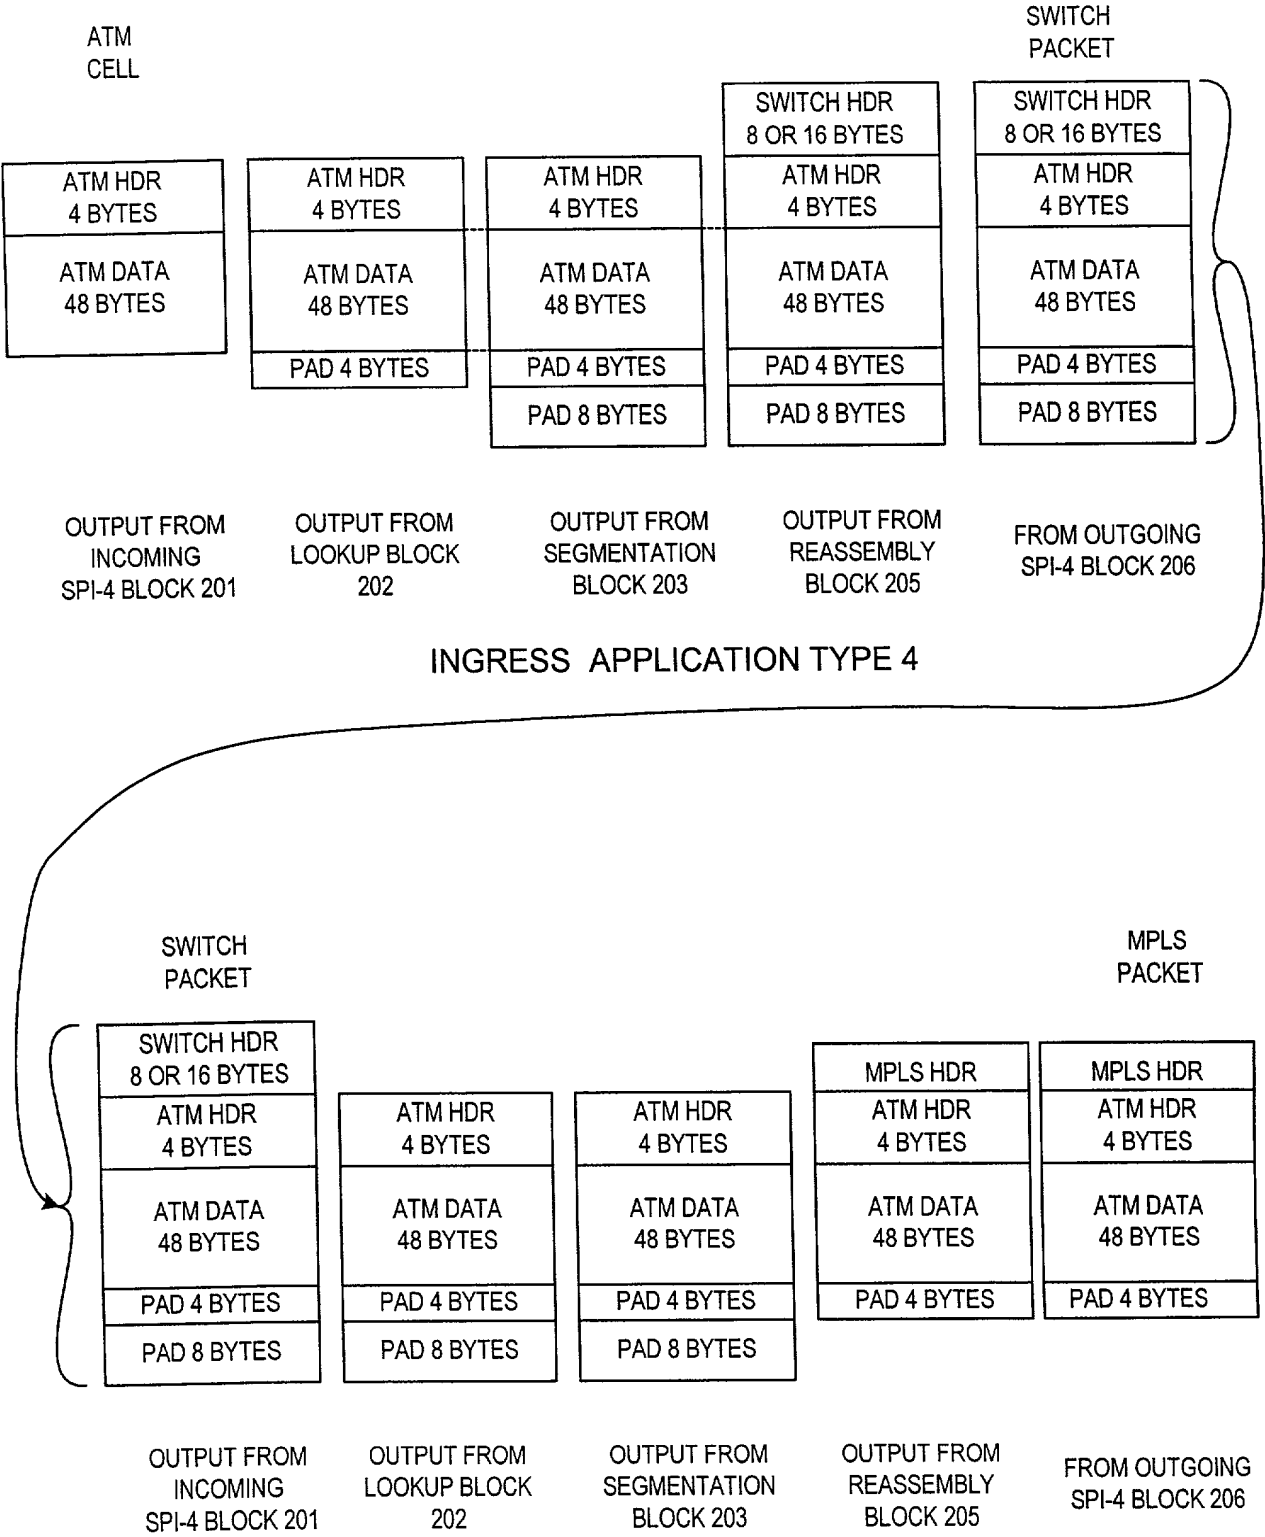 ATM
CELL
SWITCH
PACKET
ATM HDR
4 BYTES
ATM DATA
48 BYTES
ATM HDR
4 BYTES
ATM DATA
48 BYTES
PAD 4 BYTES
ATM HDR
4 BYTES
ATM DATA
48 BYTES
PAD 4 BYTES
PAD 8 BYTES
SWITCH HDR
8 OR 16 BYTES
ATM HDR
4 BYTES
ATM DATA
48 BYTES
PAD 4 BYTES
PAD 8 BYTES
SWITCH HDR
8 OR 16 BYTES
ATM HDR
4 BYTES
ATM DATA
48 BYTES
PAD 4 BYTES
PAD 8 BYTES
OUTPUT FROM
INCOMING
SPI-4 BLOCK 201
OUTPUT FROM
LOOKUP BLOCK
202
OUTPUT FROM
SEGMENTATION
BLOCK 203
OUTPUT FROM
REASSEMBLY
BLOCK 205
FROM OUTGOING
SPI-4 BLOCK 206
INGRESS APPLICATION TYPE 4
SWITCH
PACKET
MPLS
PACKET
SWITCH HDR
8 OR 16 BYTES
ATM HDR
4 BYTES
ATM DATA
48 BYTES
PAD 4 BYTES
PAD 8 BYTES
ATM HDR
4 BYTES
ATM DATA
48 BYTES
PAD 4 BYTES
PAD 8 BYTES
ATM HDR
4 BYTES
ATM DATA
48 BYTES
PAD 4 BYTES
PAD 8 BYTES
MPLS HDR
ATM HDR
4 BYTES
ATM DATA
48 BYTES
PAD 4 BYTES
MPLS HDR
ATM HDR
4 BYTES
ATM DATA
48 BYTES
PAD 4 BYTES
OUTPUT FROM
INCOMING
SPI-4 BLOCK 201
OUTPUT FROM
LOOKUP BLOCK
202
OUTPUT FROM
SEGMENTATION
BLOCK 203
OUTPUT FROM
REASSEMBLY
BLOCK 205
FROM OUTGOING
SPI-4 BLOCK 206